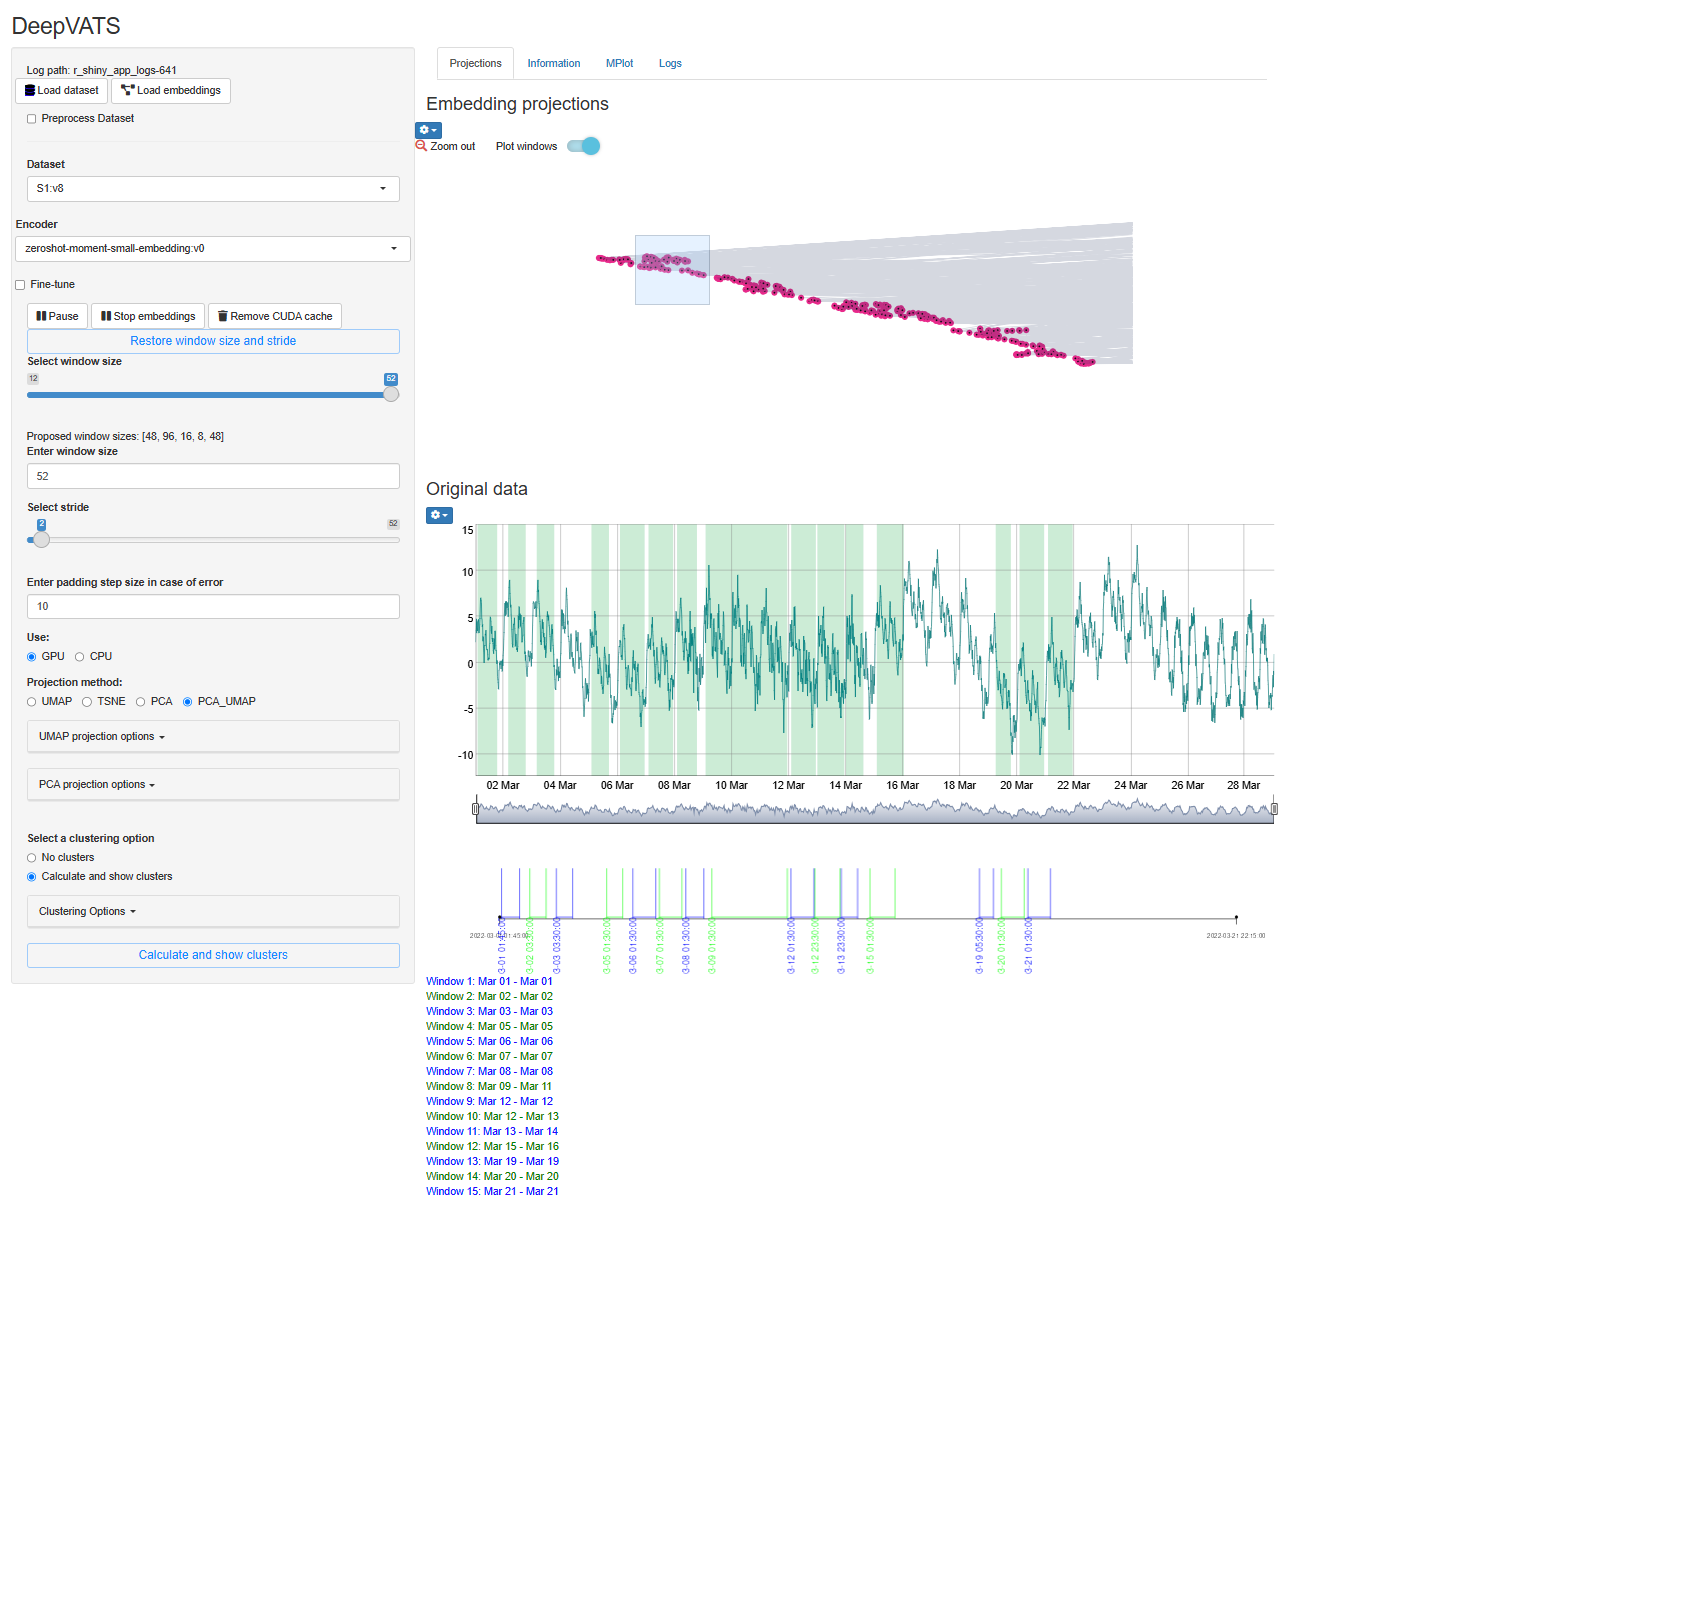 DeepVATS
Log path: r_shiny_app_logs-641
Load dataset
Load embeddings
Preprocess Dataset
Dataset
S1:v8
Encoder
zeroshot-moment-small-embedding:v0
Fine-tune
Pause
Stop embeddings
Remove CUDA cache
Restore window size and stride
Select window size
12
52
Proposed window sizes: [48, 96, 16, 8, 48]
Enter window size
52
Select stride
2
52
Enter padding step size in case of error
10
Use:
GPU
CPU
Projection method:
UMAP
TSNE
PCA
PCA_UMAP
UMAP projection options
PCA projection options
Select a clustering option
No clusters
Calculate and show clusters
Clustering Options
Calculate and show clusters
Projections
Information
MPlot
Logs
Embedding projections
Zoom out
Plot windows
Original data
15
10
5
0
-5
-10
02 Mar
04 Mar
06 Mar
08 Mar
10 Mar
12 Mar
14 Mar
16 Mar
18 Mar
20 Mar
22 Mar
24 Mar
26 Mar
28 Mar
2022-03-21 22:15:00
3-01 01:45:00
3-02 03:30:00
3-03 03:30:00
3-05 01:30:00
3-06 01:30:00
3-07 01:30:00
3-08 01:30:00
3-09 01:30:00
3-12 01:30:00
3-12 23:30:00
3-13 23:30:00
3-15 01:30:00
3-19 05:30:00
3-20 01:30:00
3-21 01:30:00
Window 1: Mar 01 - Mar 01
Window 2: Mar 02 - Mar 02
Window 3: Mar 03 - Mar 03
Window 4: Mar 05 - Mar 05
Window 5: Mar 06 - Mar 06
Window 6: Mar 07 - Mar 07
Window 7: Mar 08 - Mar 08
Window 8: Mar 09 - Mar 11
Window 9: Mar 12 - Mar 12
Window 10: Mar 12 - Mar 13
Window 11: Mar 13 - Mar 14
Window 12: Mar 15 - Mar 16
Window 13: Mar 19 - Mar 19
Window 14: Mar 20 - Mar 20
Window 15: Mar 21 - Mar 21